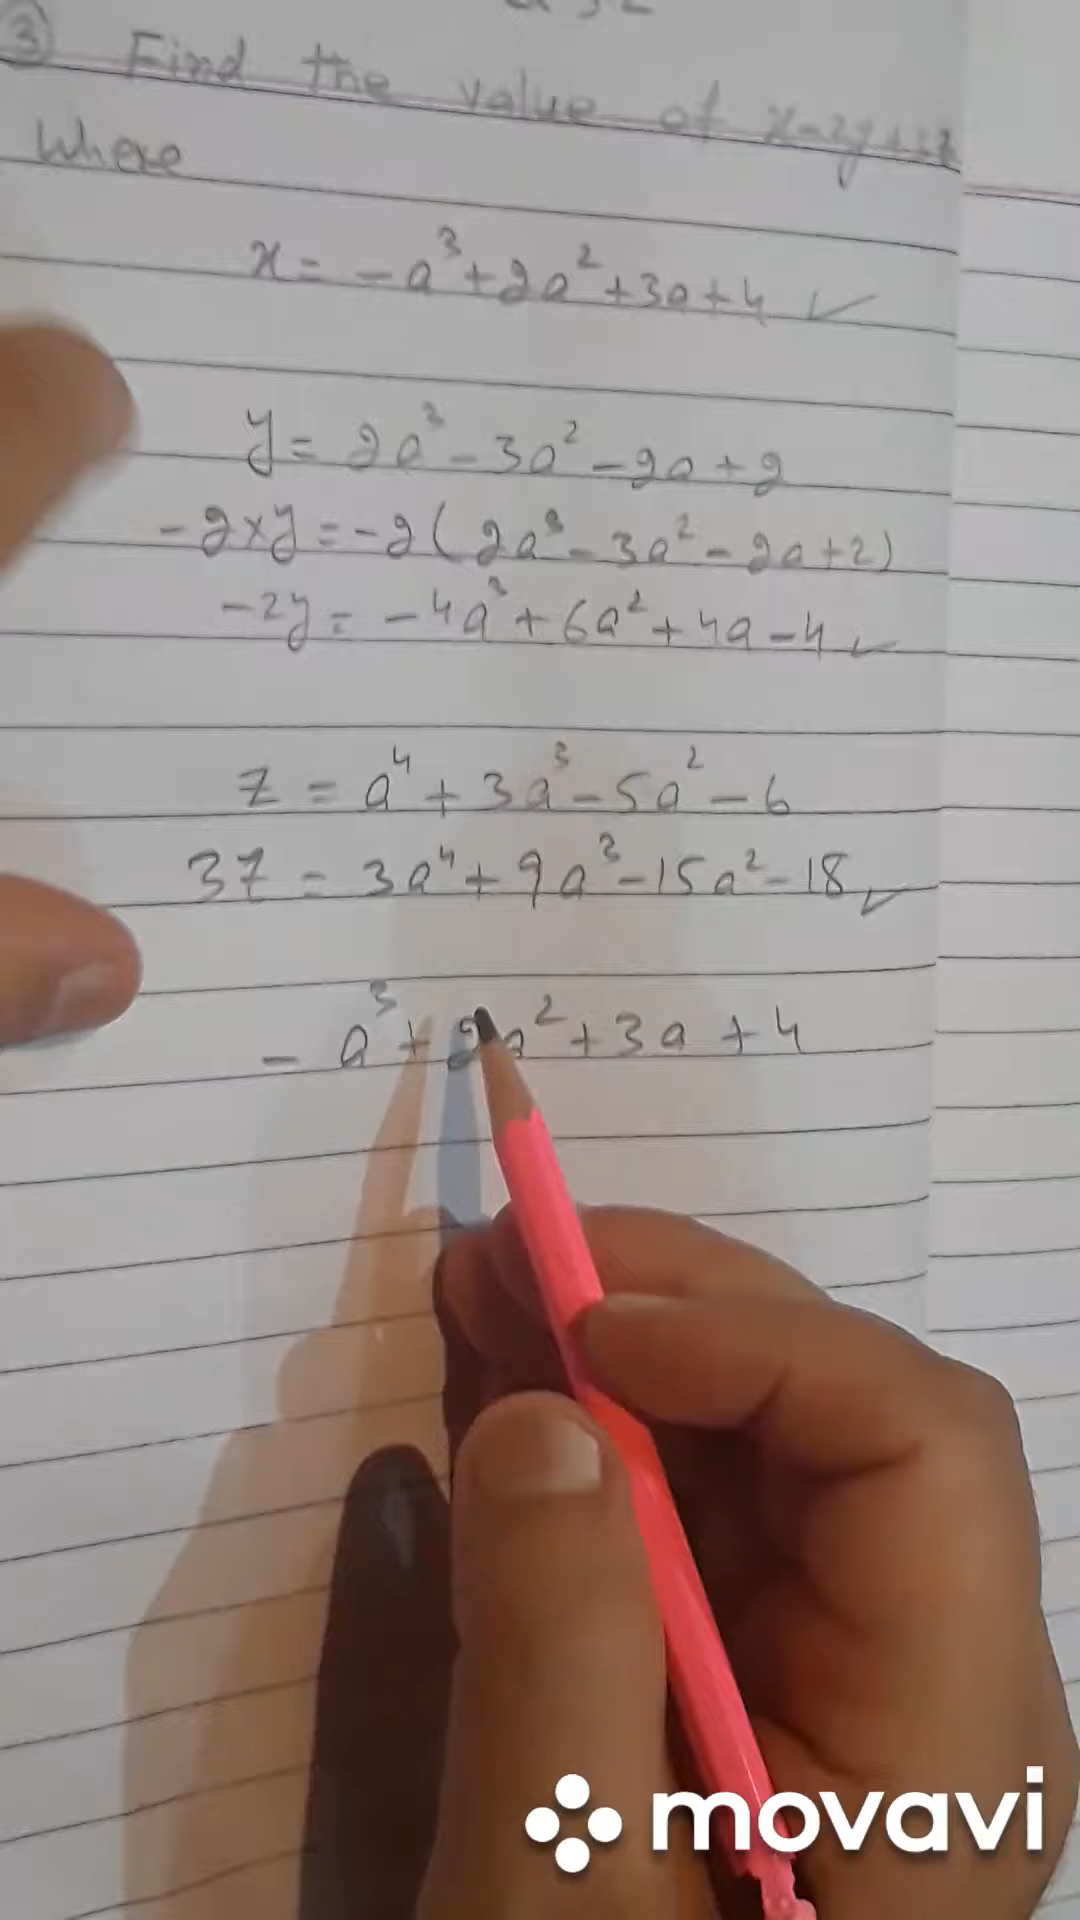 ③ Find the value of x-2y+3z
Where
x = -a³+2a²+3a+4 ✓
y = 2a³-3a²-2a+2
-2×y = -2(2a³-3a²-2a+2)
-2y = -4a³+6a²+4a-4 ✓
z = a⁴+3a³-5a²-6
3z = 3a⁴+9a³-15a²-18 ✓
-a³+2a²+3a+4
movavi